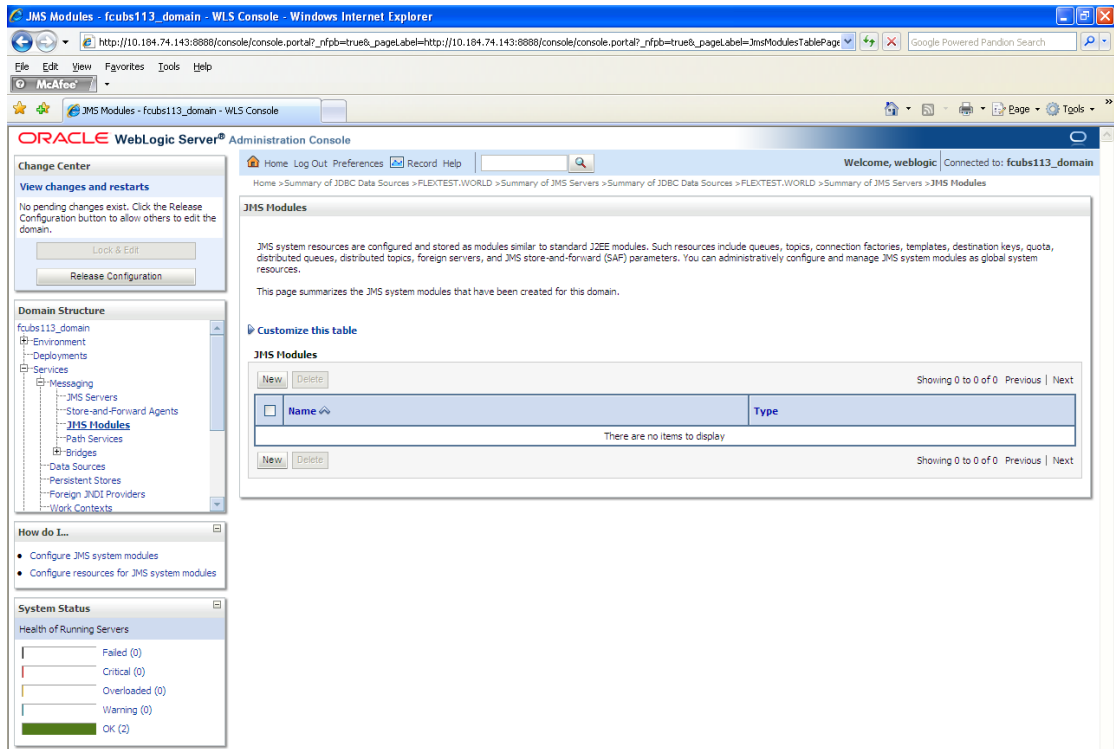 JMS Modules - fcubs113_domain - WLS Console - Windows Internet Explorer
http://10.184.74.143:8888/console/console.portal?_nfpb=true&_pageLabel=http://10.184.74.143:8888/console/console.portal?_nfpb=true&_pageLabel=JmsModulesTablePage
Google Powered Pandion Search
File Edit View Favorites Tools Help
McAfee
JMS Modules - fcubs113_domain - WLS Console
Page Tools »
ORACLE WebLogic Server® Administration Console
Change Center
View changes and restarts
No pending changes exist. Click the Release
Configuration button to allow others to edit the
domain.
Lock & Edit
Release Configuration
Domain Structure
fcubs113_domain
Environment
Deployments
Services
Messaging
JMS Servers
Store-and-Forward Agents
JMS Modules
Path Services
Bridges
Data Sources
Persistent Stores
Foreign JNDI Providers
Work Contexts
How do I...
Configure JMS system modules
Configure resources for JMS system modules
System Status
Health of Running Servers
Failed (0)
Critical (0)
Overloaded (0)
Warning (0)
OK (2)
Home Log Out Preferences Record Help
Welcome, weblogic Connected to: fcubs113_domain
Home >Summary of JDBC Data Sources >FLEXTEST.WORLD >Summary of JMS Servers >Summary of JDBC Data Sources >FLEXTEST.WORLD >Summary of JMS Servers >JMS Modules
JMS Modules
JMS system resources are configured and stored as modules similar to standard J2EE modules. Such resources include queues, topics, connection factories, templates, destination keys, quota,
distributed queues, distributed topics, foreign servers, and JMS store-and-forward (SAF) parameters. You can administratively configure and manage JMS system modules as global system
resources.
This page summarizes the JMS system modules that have been created for this domain.
Customize this table
JMS Modules
New Delete Showing 0 to 0 of 0 Previous | Next
Name Type
There are no items to display
New Delete Showing 0 to 0 of 0 Previous | Next